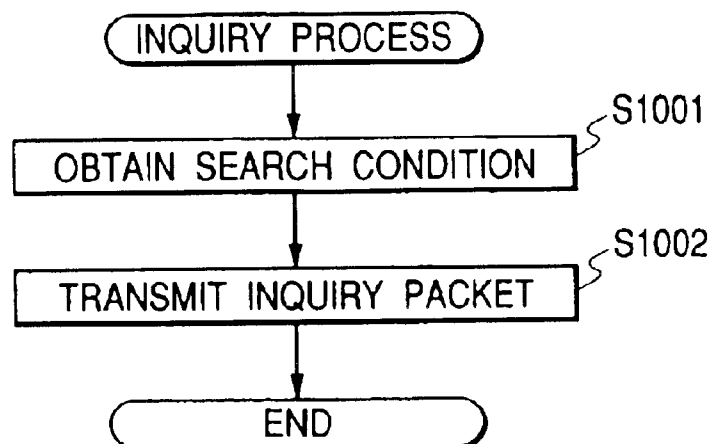 INQUIRY PROCESS
S1001
OBTAIN SEARCH CONDITION
S1002
TRANSMIT INQUIRY PACKET
END